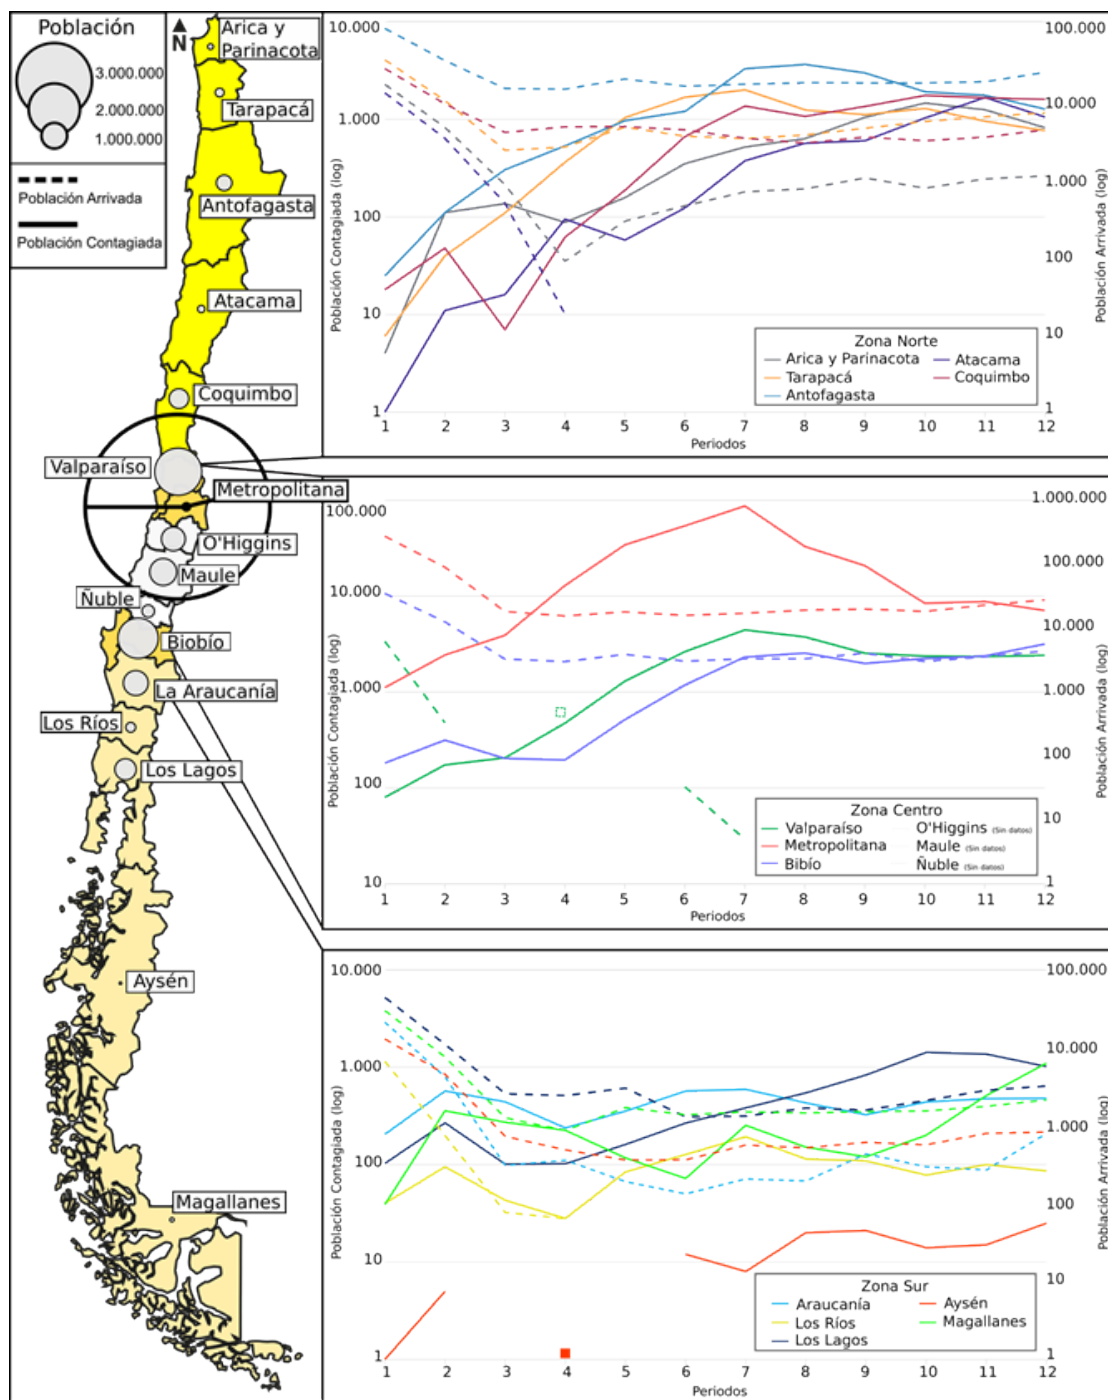 Población
3.000.000
2.000.000
1.000.000
Población Arrivada
Población Contagiada
N
Arica y
Parinacota
Tarapacá
Antofagasta
Atacama
Coquimbo
Valparaíso
Metropolitana
O'Higgins
Maule
Ñuble
Biobío
La Araucanía
Los Ríos
Los Lagos
Aysén
Magallanes
10.000
1.000
100
10
1
Población Contagiada (log)
100.000
10.000
1.000
100
10
1
Población Arrivada (log)
1 2 3 4 5 6 7 8 9 10 11 12
Periodos
Zona Norte
Arica y Parinacota
Tarapacá
Antofagasta
Atacama
Coquimbo
100.000
10.000
1.000
100
10
Población Contagiada (log)
1.000.000
100.000
10.000
1.000
100
10
1
Población Arrivada (log)
1 2 3 4 5 6 7 8 9 10 11 12
Periodos
Zona Centro
Valparaíso
Metropolitana
Bibío
O'Higgins (Sin datos)
Maule (Sin datos)
Ñuble (Sin datos)
10.000
1.000
100
10
1
Población Contagiada (log)
100.000
10.000
1.000
100
10
1
Población Arrivada (log)
1 2 3 4 5 6 7 8 9 10 11 12
Periodos
Zona Sur
Araucanía
Los Ríos
Los Lagos
Aysén
Magallanes